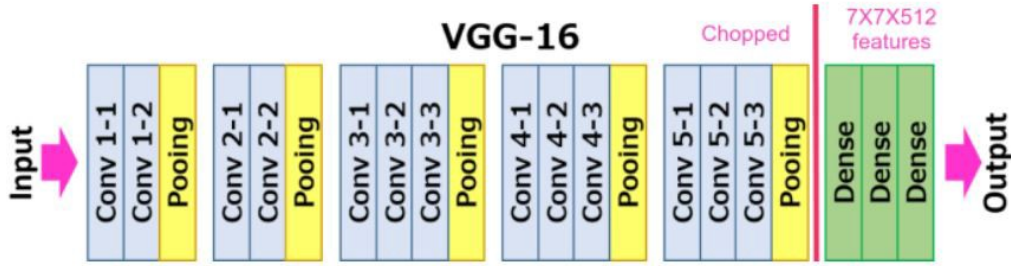 VGG-16
Chopped
7X7X512
features
Input
Conv 1-1
Conv 1-2
Pooing
Conv 2-1
Conv 2-2
Pooing
Conv 3-1
Conv 3-2
Conv 3-3
Pooing
Conv 4-1
Conv 4-2
Conv 4-3
Pooing
Conv 5-1
Conv 5-2
Conv 5-3
Pooing
Dense
Dense
Dense
Output